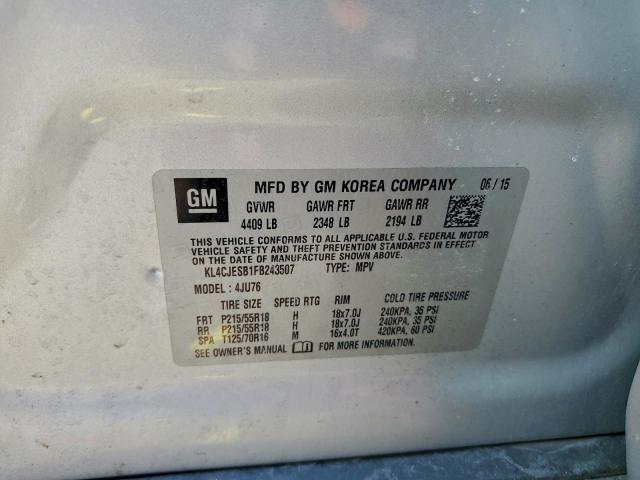 GM MFD BY GM KOREA COMPANY 06 / 15
GVWR GAWR FRT GAWR RR
4409 LB 2348 LB 2194 LB
THIS VEHICLE CONFORMS TO ALL APPLICABLE U.S. FEDERAL MOTOR
VEHICLE SAFETY, BUMPER, AND THEFT PREVENTION STANDARDS IN EFFECT
ON THE DATE OF MANUFACTURE SHOWN ABOVE.
KL4CJESB1FB243507 TYPE: MPV
MODEL : 4JU76
TIRE SIZE SPEED RTG RIM COLD TIRE PRESSURE
FRT P215/55R18 H 18x7.0J 240KPA, 35 PSI
RR P215/55R18 H 18x7.0J 240KPA, 35 PSI
SPA T125/70R16 M 16x4.0T 420KPA, 60 PSI
SEE OWNER'S MANUAL FOR MORE INFORMATION.